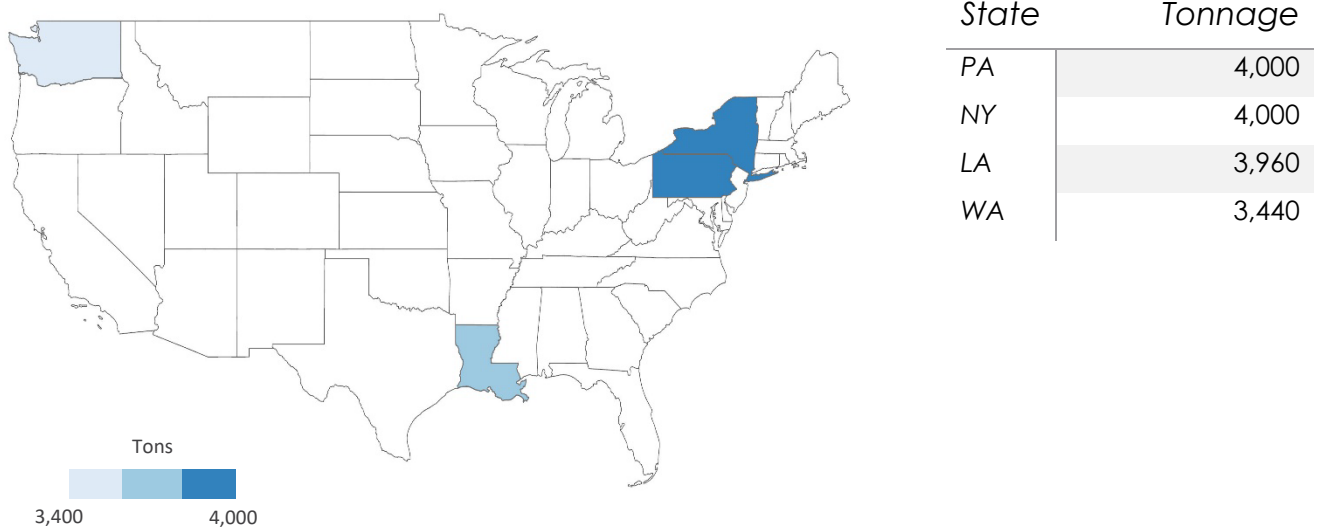 State Tonnage
PA 4,000
NY 4,000
LA 3,960
WA 3,440
Tons
3,400 4,000